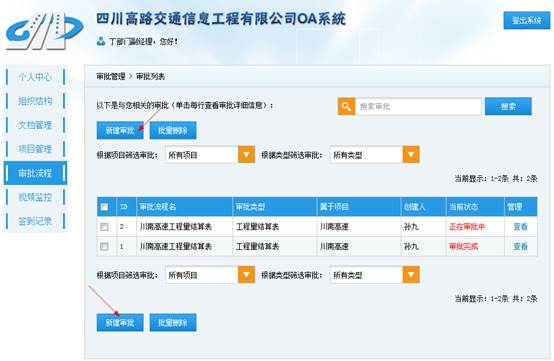 四川高路交通信息工程有限公司OA系统
丁部门副经理，您好！
登出系统
个人中心
组织结构
文档管理
项目管理
审批流程
视频监控
签到记录
审批管理 > 审批列表
以下是与您相关的审批（单击每行查看审批详细信息）：
搜索审批 搜索
新建审批 批量删除
根据项目筛选审批： 所有项目 根据类型筛选审批： 所有类型
当前显示：1-2条 共：2条
ID 审批流程名 审批类型 属于项目 创建人 当前状态 管理
2 川南高速工程量结算表 工程量结算表 川南高速 孙九 正在审批中 查看
1 川南高速工程量结算表 工程量结算表 川南高速 孙九 审批完成 查看
根据项目筛选审批： 所有项目 根据类型筛选审批： 所有类型
当前显示：1-2条 共：2条
新建审批 批量删除